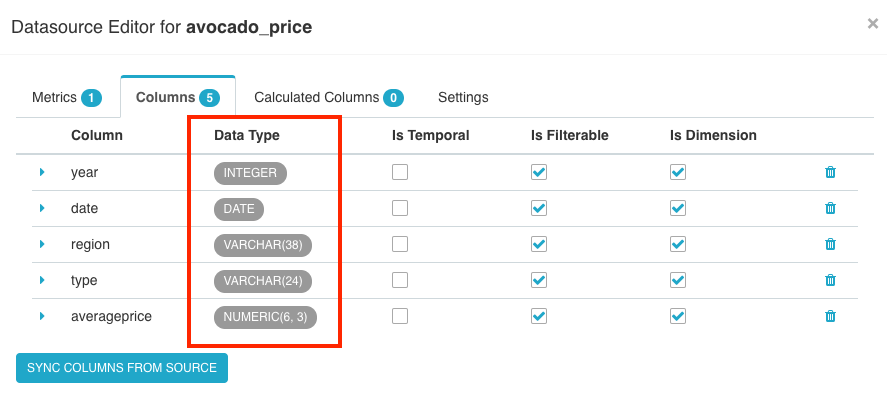 Datasource Editor for avocado_price ×
Metrics 1 Columns 5 Calculated Columns 0 Settings
Column Data Type Is Temporal Is Filterable Is Dimension
year INTEGER
date DATE
region VARCHAR(38)
type VARCHAR(24)
averageprice NUMERIC(6, 3)
SYNC COLUMNS FROM SOURCE